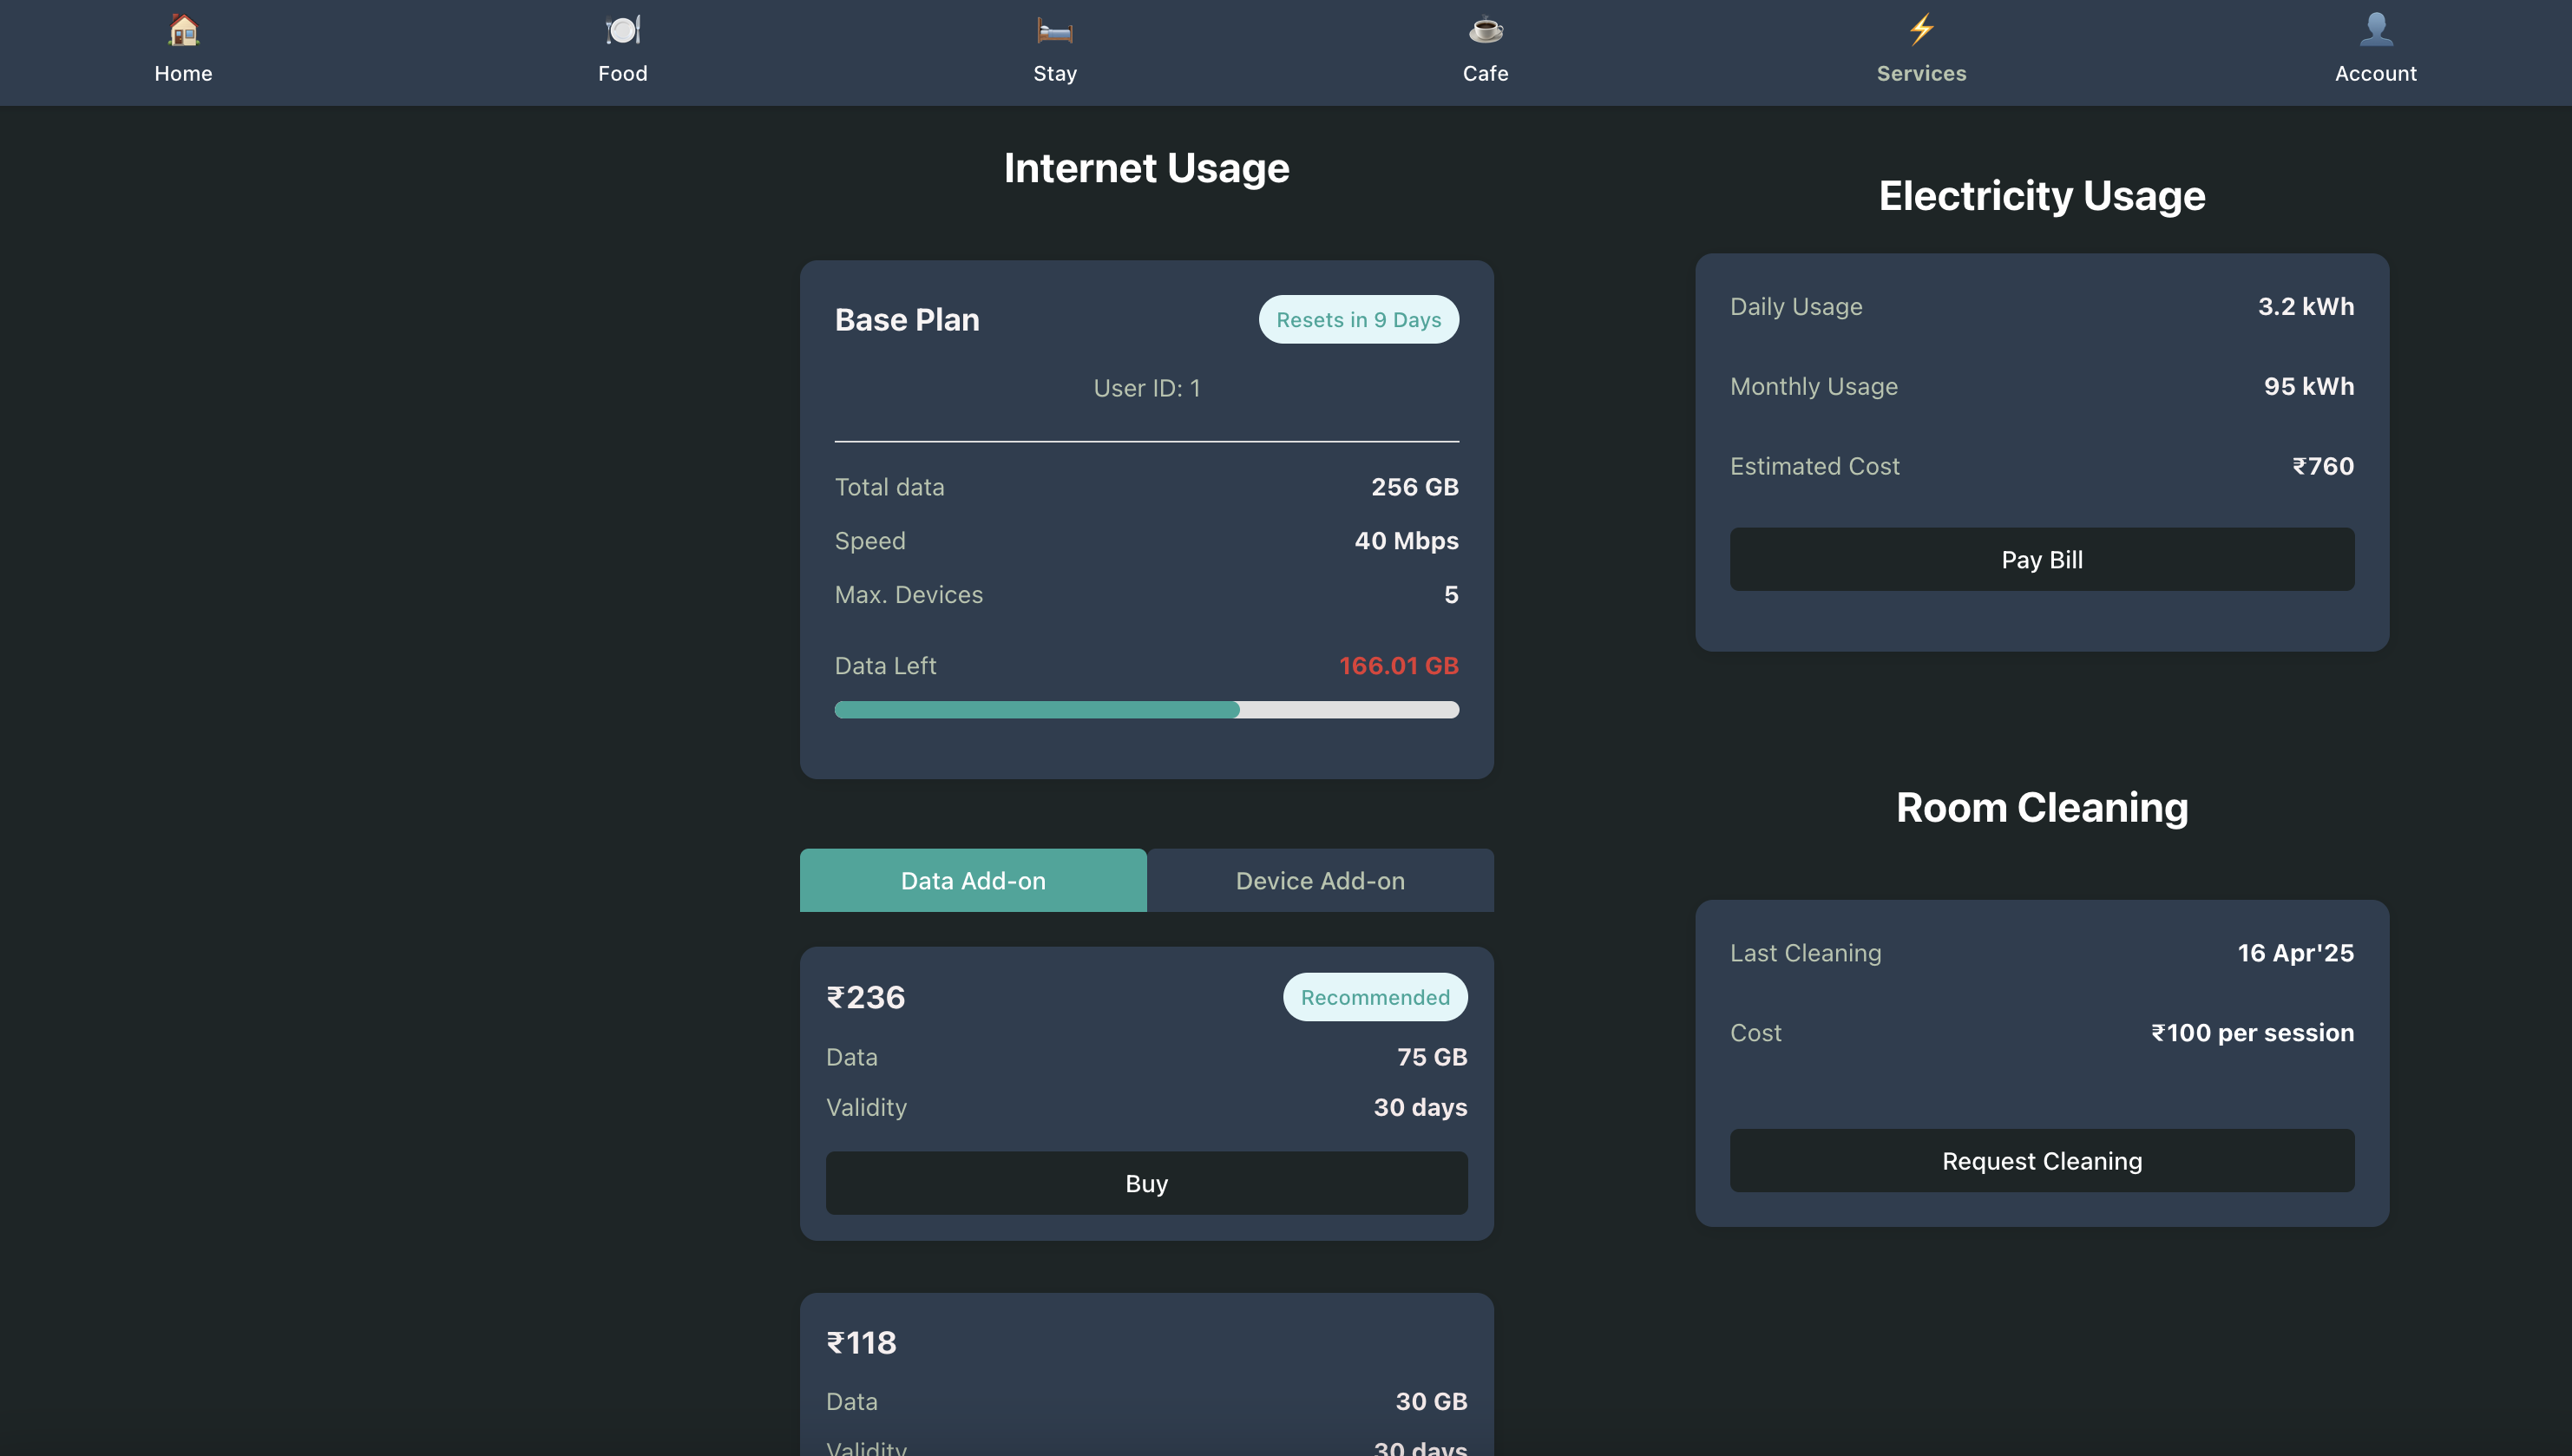 Home
Food
Stay
Cafe
Services
Account
Internet Usage
Base Plan
Resets in 9 Days
User ID: 1
Total data 256 GB
Speed 40 Mbps
Max. Devices 5
Data Left 166.01 GB
Data Add-on
Device Add-on
₹236
Recommended
Data 75 GB
Validity 30 days
Buy
₹118
Data 30 GB
Validity 30 days
Electricity Usage
Daily Usage 3.2 kWh
Monthly Usage 95 kWh
Estimated Cost ₹760
Pay Bill
Room Cleaning
Last Cleaning 16 Apr'25
Cost ₹100 per session
Request Cleaning